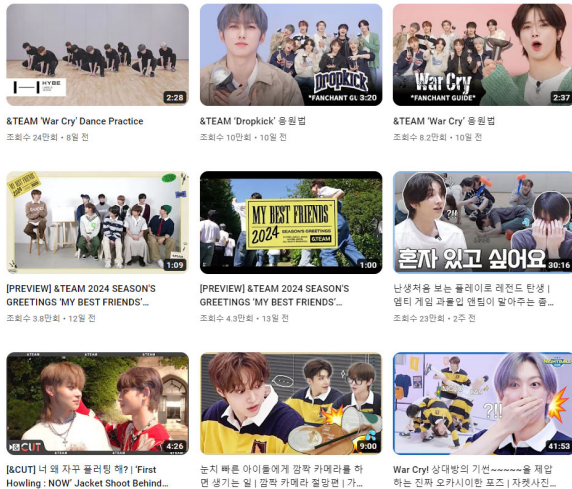 HYBE
2:28
Dropkick
*FANCHANT GU
3:20
War Cry
*FANCHANT GUIDE*
2:37
&TEAM 'War Cry' Dance Practice
조회수 24만회 • 8일 전
&TEAM 'Dropkick' 응원법
조회수 10만회 • 10일 전
&TEAM 'War Cry' 응원법
조회수 8.2만회 • 10일 전
MY BEST FRIENDS
1:09
MY BEST FRIENDS
2024 SEASON'S GREETINGS
&TEAM
1:00
?!!
혼자 있고 싶어요
30:16
[PREVIEW] &TEAM 2024 SEASON'S
GREETINGS 'MY BEST FRIENDS'...
조회수 3.8만회 • 12일 전
[PREVIEW] &TEAM 2024 SEASON'S
GREETINGS 'MY BEST FRIENDS'...
조회수 4.3만회 • 13일 전
난생처음 보는 플레이로 레전드 탄생 |
엠티 게임 과몰입 앤팀이 말아주는 좀...
조회수 23만회 • 2주 전
&TEAM
&TEAM
&TEAM
CUT
4:26
9:00
?!!
41:53
[&CUT] 너 왜 자꾸 플러팅 해? | 'First
Howling : NOW' Jacket Shoot Behind...
눈치 빠른 아이돌에게 깜짝 카메라를 하
면 생기는 일 | 깜짝 카메라 절망편 | 가...
War Cry! 상대방의 기썬~~~~~을 제압
하는 진짜 오카시이한 포즈 | 자켓사진...